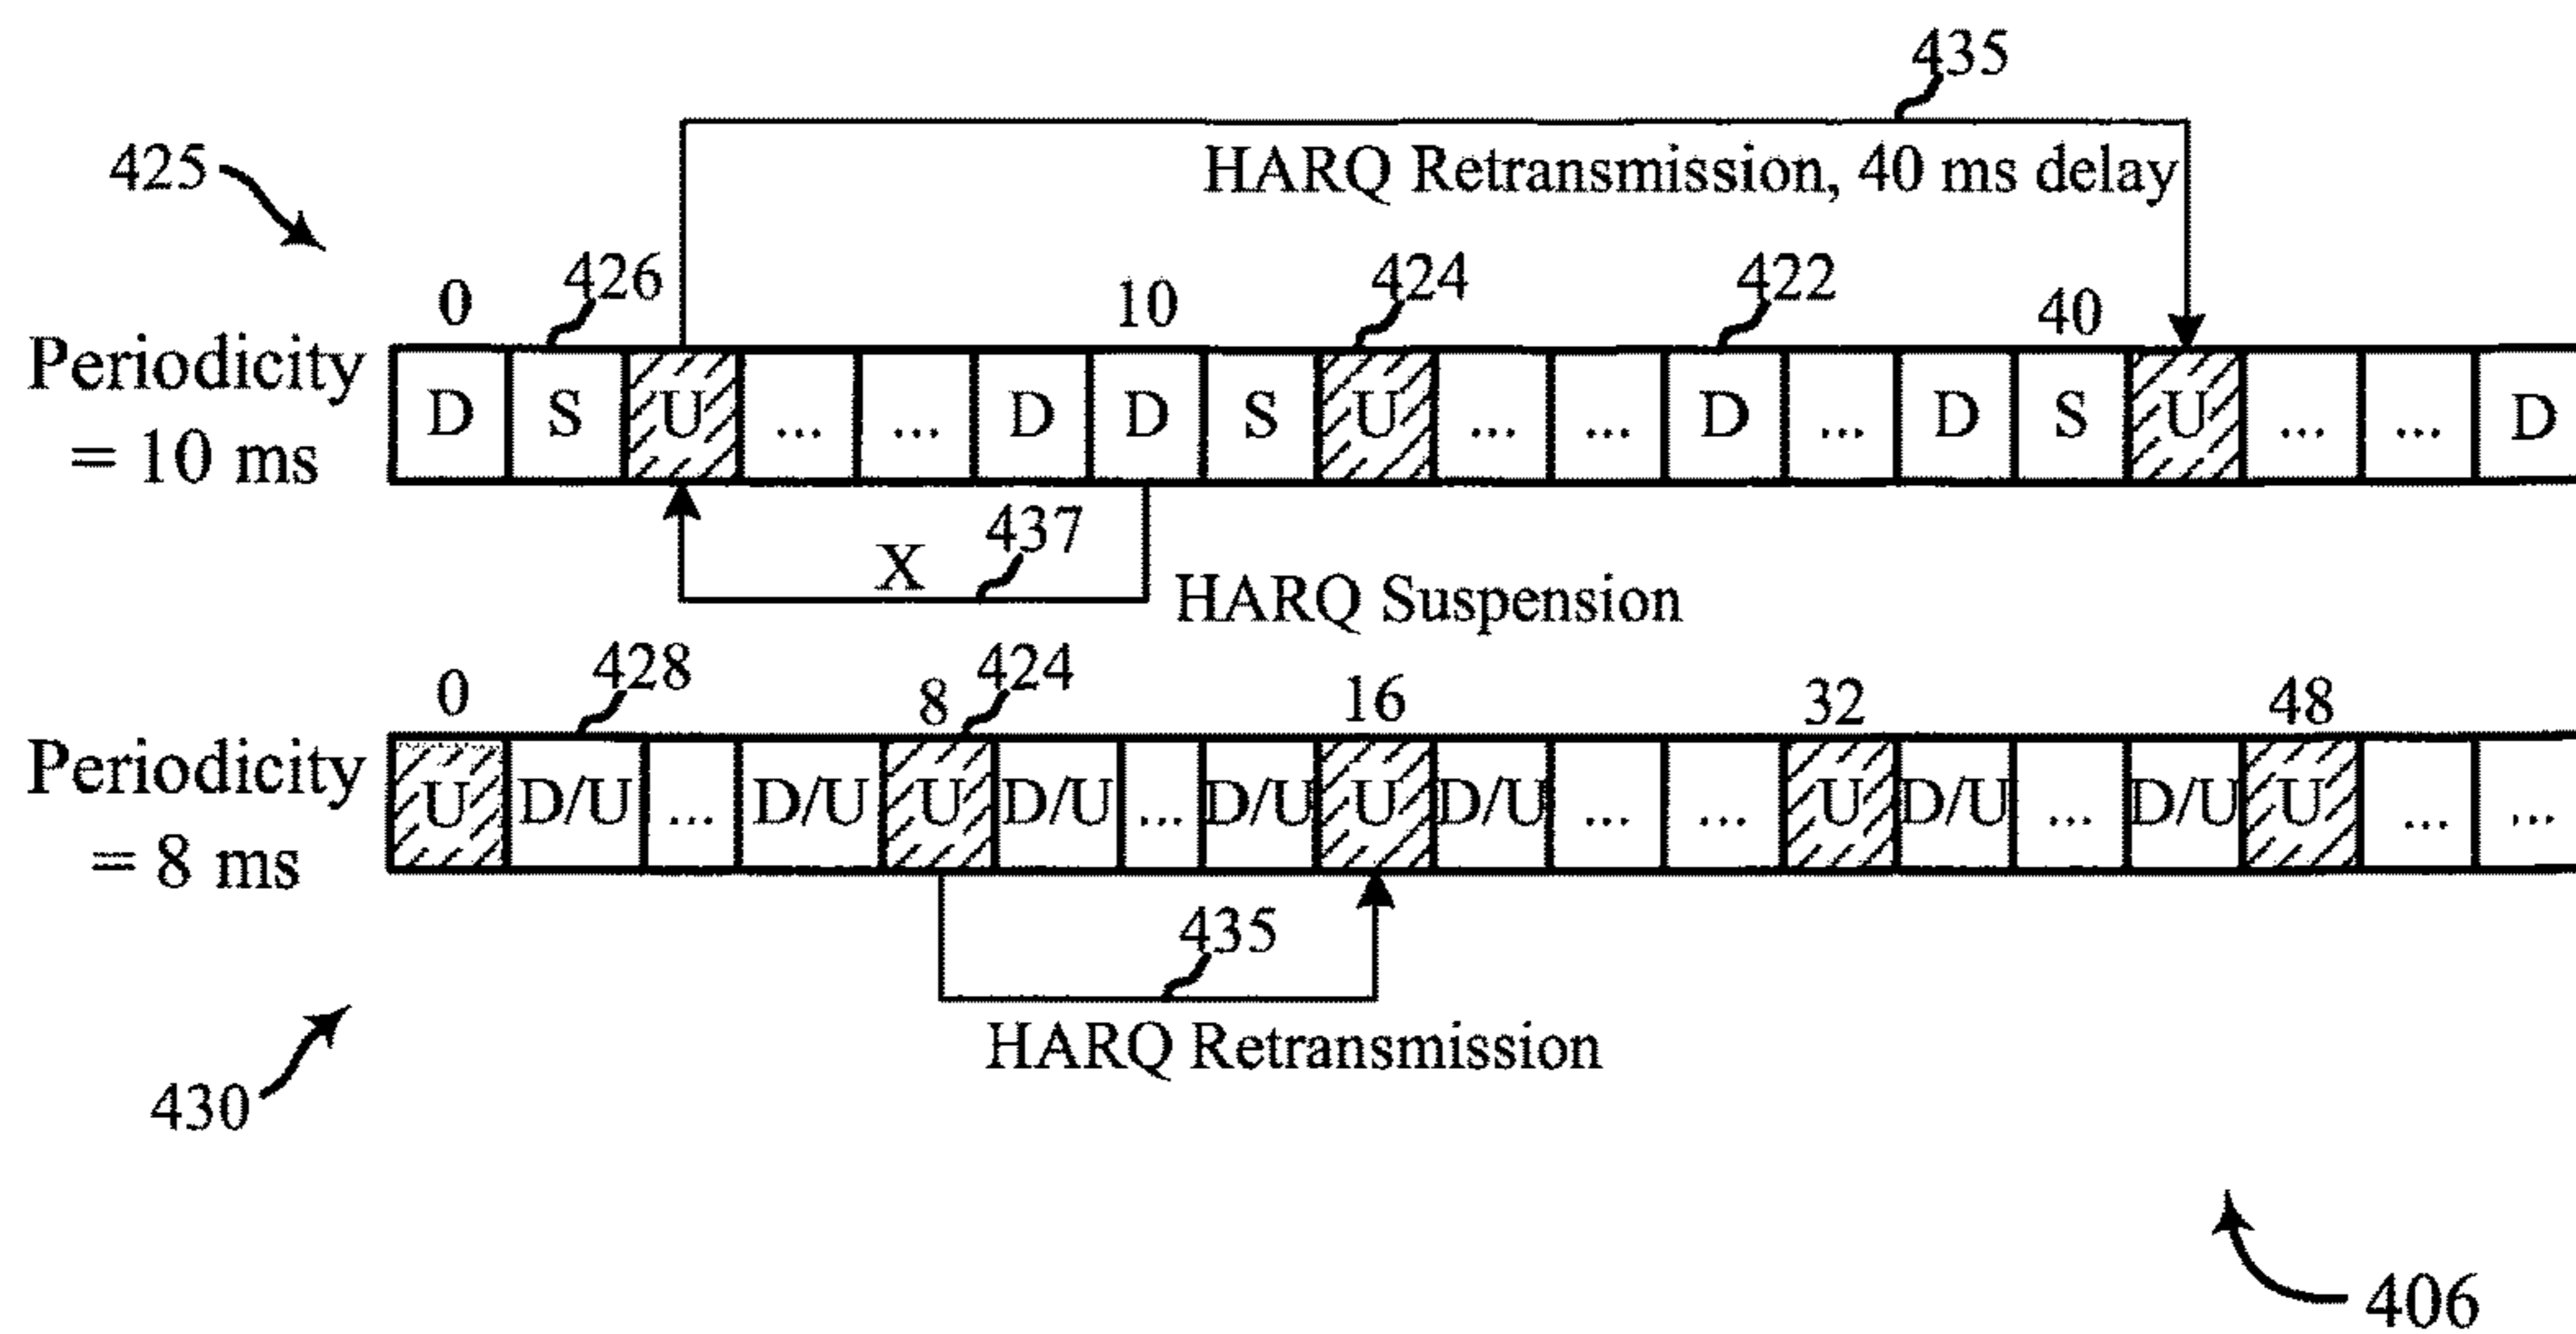 435
425
HARQ Retransmission, 40 ms delay
0 426 10 424 422 40
Periodicity
= 10 ms
D S U ... ... D D S U ... ... D ... D S U ... ... D
X 437
HARQ Suspension
0 428 8 424 16 32 48
Periodicity
= 8 ms
U D/U ... D/U U D/U ... D/U U D/U ... ... U D/U ... D/U U ... ...
435
HARQ Retransmission
430
406